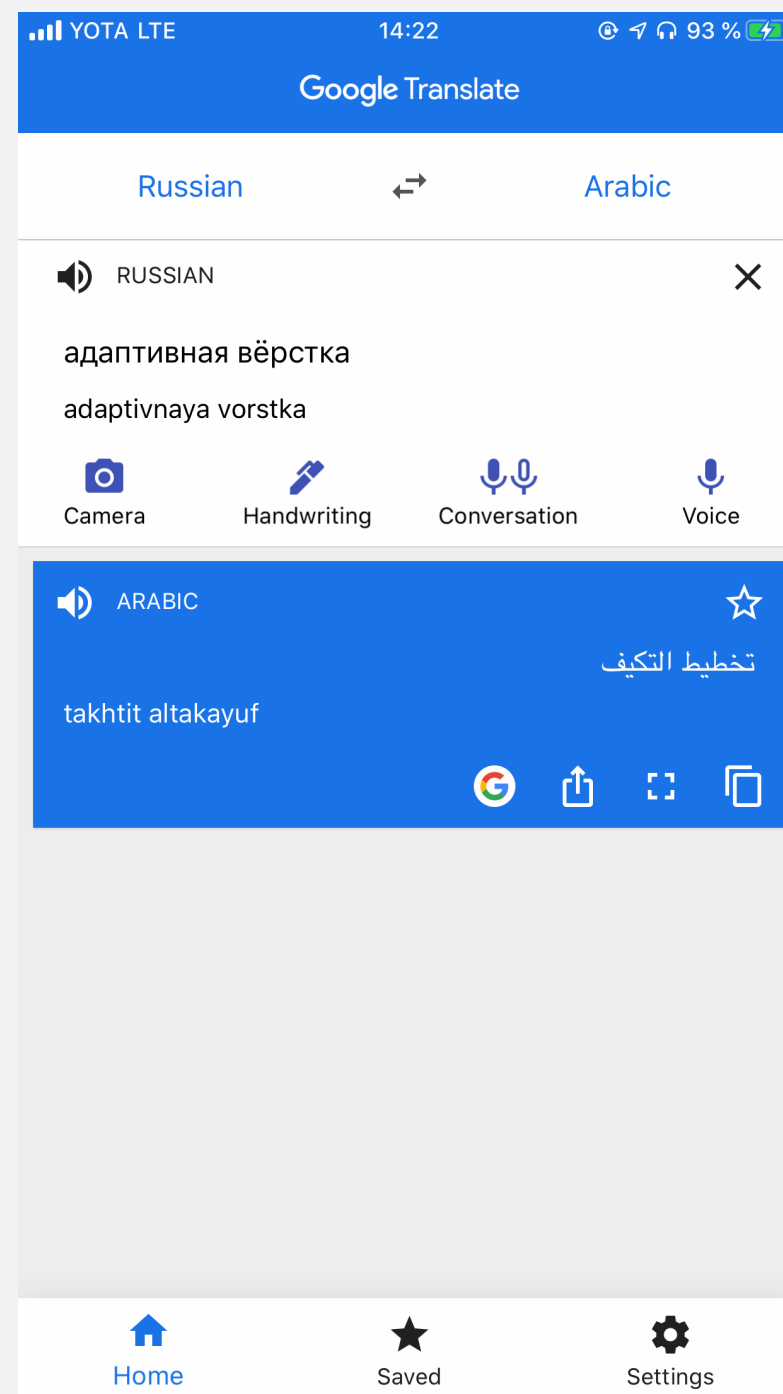 YOTA LTE 14:22 93 %
Google Translate
Russian Arabic
RUSSIAN
адаптивная вёрстка
adaptivnaya vorstka
Camera Handwriting Conversation Voice
ARABIC
تخطيط التكيف
takhtit altakayuf
G
Home Saved Settings